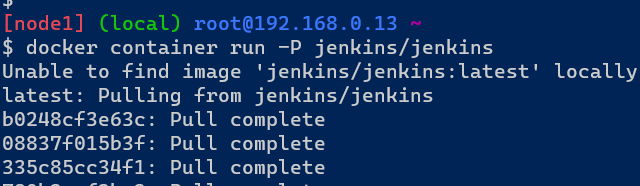 $
[node1] (local) root@192.168.0.13 ~
$ docker container run -P jenkins/jenkins
Unable to find image 'jenkins/jenkins:latest' locally
latest: Pulling from jenkins/jenkins
b0248cf3e63c: Pull complete
08837f015b3f: Pull complete
335c85cc34f1: Pull complete